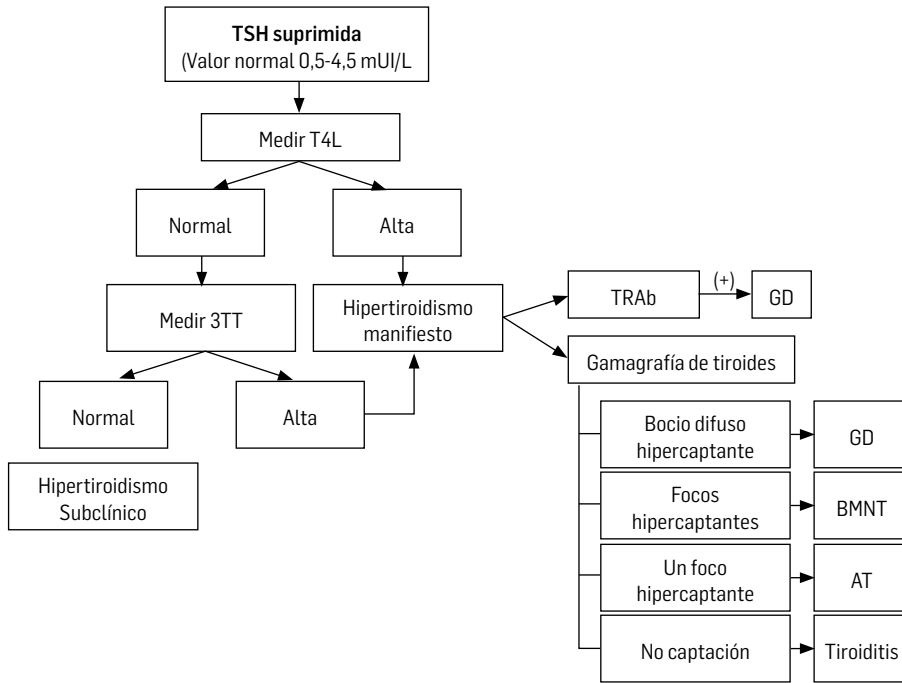 TSH suprimida
(Valor normal 0,5-4,5 mUI/L
Medir T4L
Normal
Alta
Medir 3TT
Hipertiroidismo
manifiesto
TRAb
(+)
GD
Gamagrafía de tiroides
Normal
Alta
Hipertiroidismo
Subclínico
Bocio difuso
hipercaptante
GD
Focos
hipercaptantes
BMNT
Un foco
hipercaptante
AT
No captación
Tiroiditis